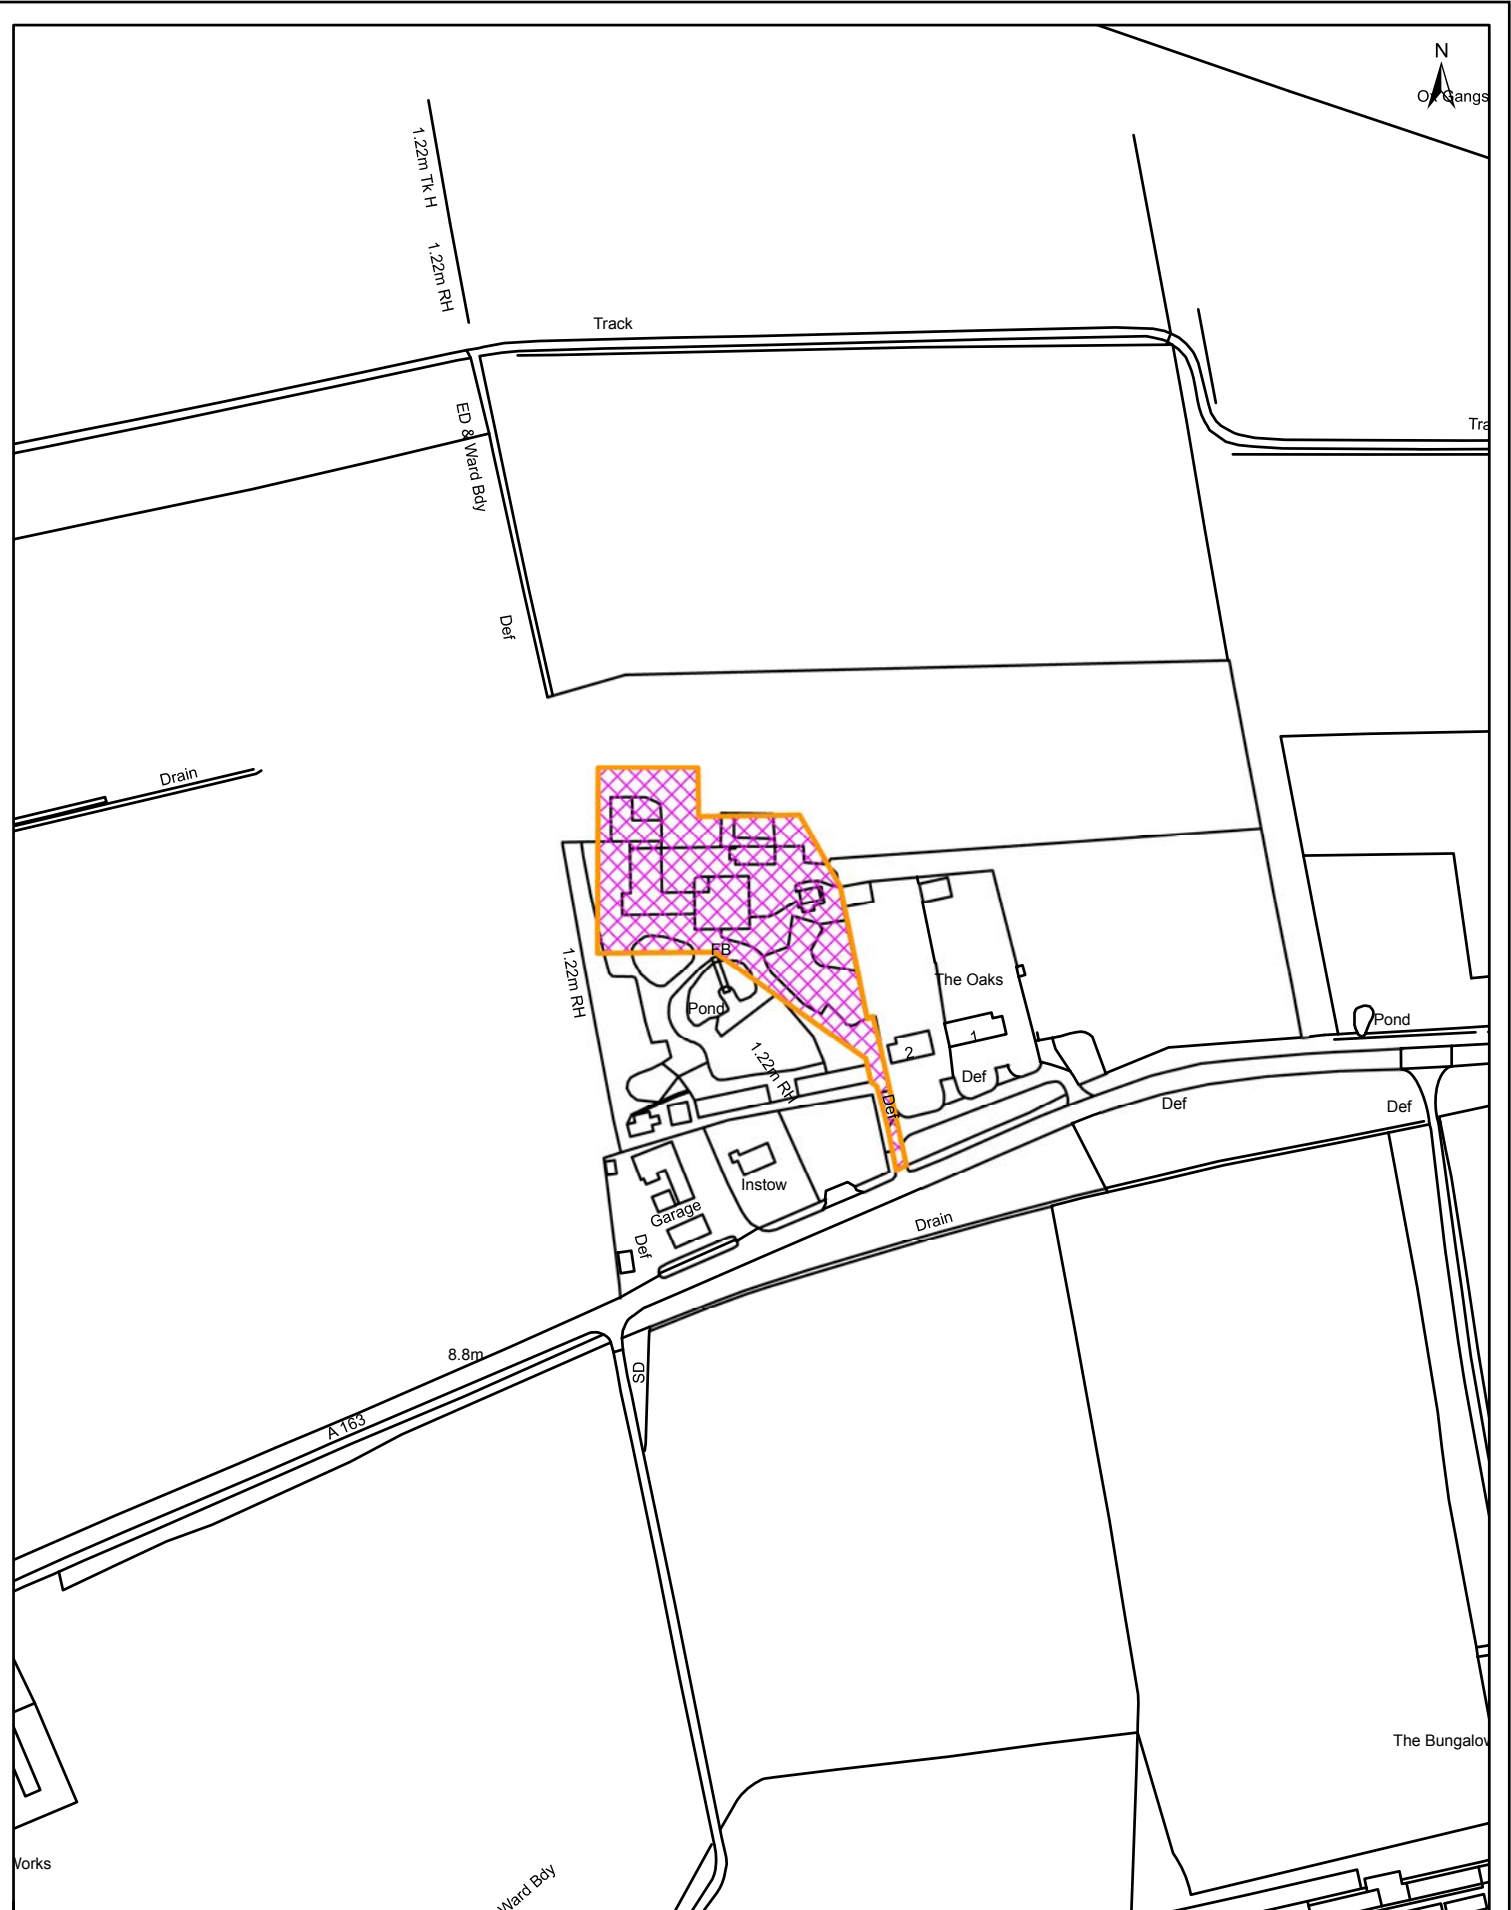 N
Ox Gangs
1.22m Tk H
1.22m RH
Track
ED & Ward Bdy
Def
Drain
FB
1.22m RH
Pond
The Oaks
1
2
Def
Pond
1.22m RH
Def
Def
Def
Instow
Garage
Def
Drain
8.8m
SD
A 163
The Bungalow
Ward Bdy